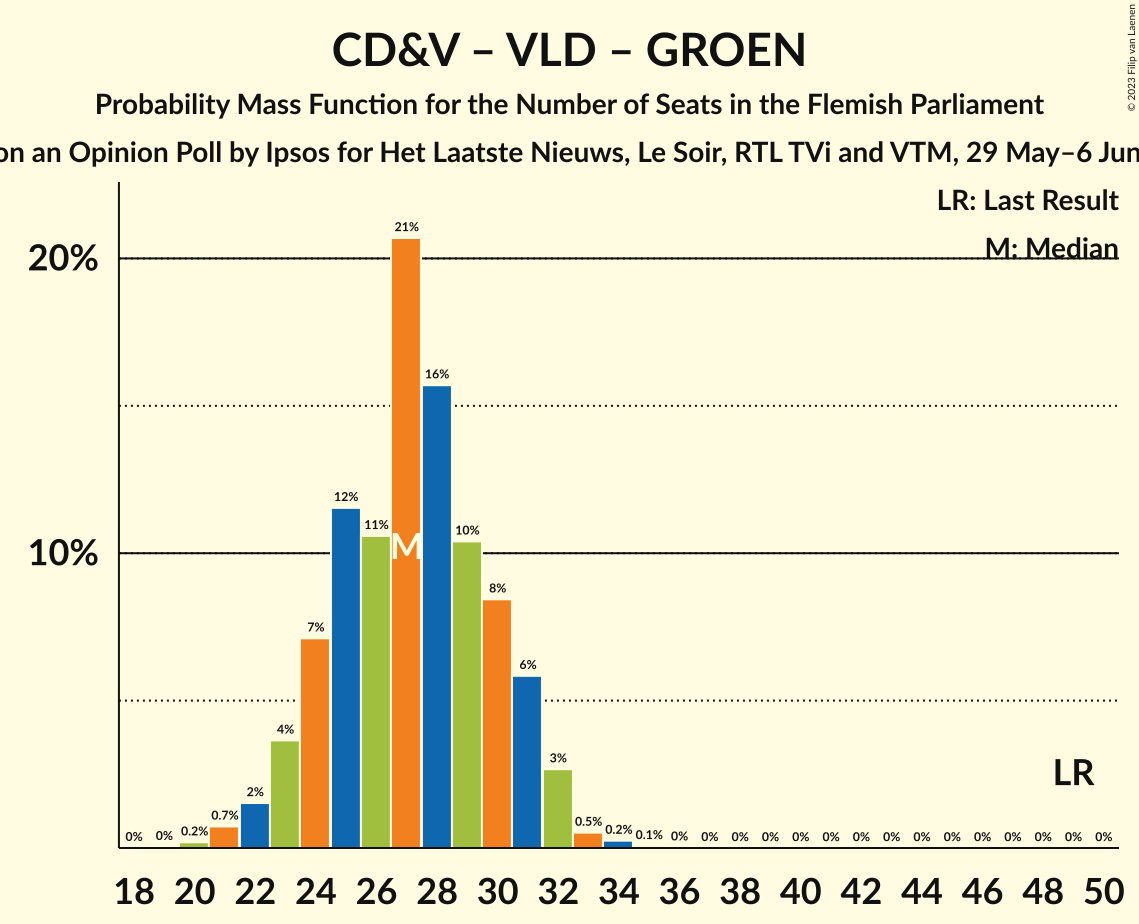 CD&V – VLD – GROEN
Probability Mass Function for the Number of Seats in the Flemish Parliament
on an Opinion Poll by Ipsos for Het Laatste Nieuws, Le Soir, RTL TVi and VTM, 29 May–6 Jun
© 2023 Filip van Laenen
LR: Last Result
M: Median
20%
10%
0% 0% 0.2% 0.7% 2% 4% 7% 12% 11% 21% 16% 10% 8% 6% 3% 0.5% 0.2% 0.1% 0% 0% 0% 0% 0% 0% 0% 0% 0% 0% 0% 0% 0% 0% 0%
M
LR
18 20 22 24 26 28 30 32 34 36 38 40 42 44 46 48 50